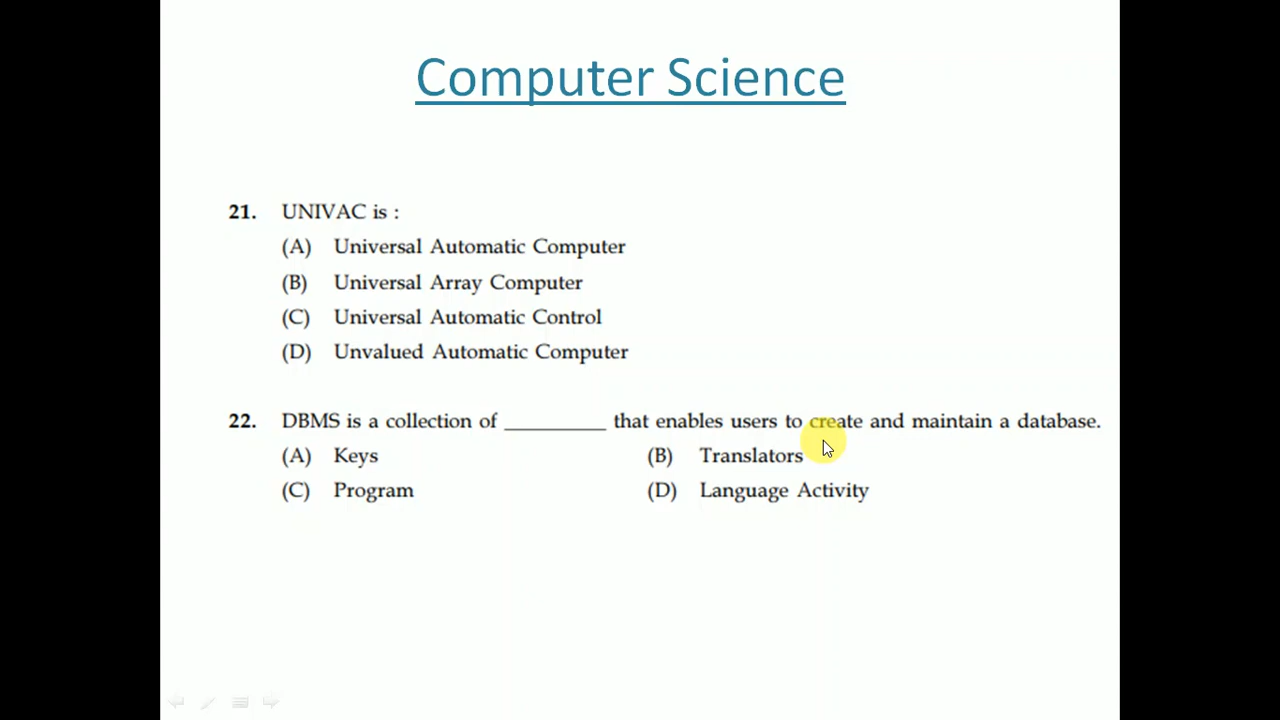 Computer Science
21. UNIVAC is :
(A) Universal Automatic Computer
(B) Universal Array Computer
(C) Universal Automatic Control
(D) Unvalued Automatic Computer
22. DBMS is a collection of __________ that enables users to create and maintain a database.
(A) Keys (B) Translators
(C) Program (D) Language Activity